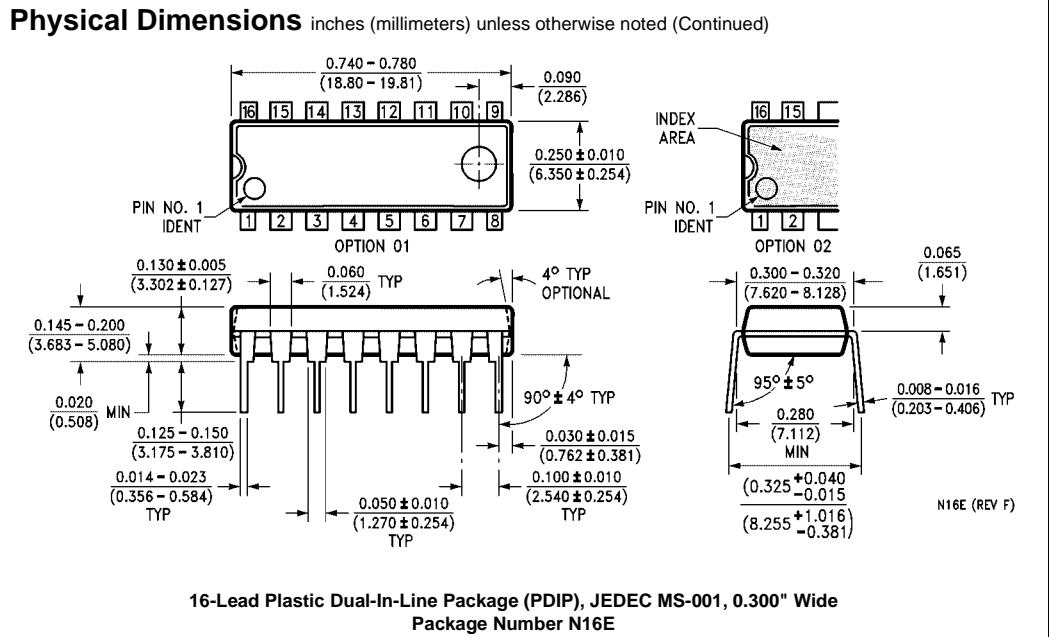 Physical Dimensions inches (millimeters) unless otherwise noted (Continued)
0.740 – 0.780
(18.80 – 19.81)
0.090
(2.286)
16 15 14 13 12 11 10 9
0.250 ± 0.010
(6.350 ± 0.254)
PIN NO. 1
IDENT
1 2 3 4 5 6 7 8
OPTION 01
INDEX
AREA
16 15
PIN NO. 1
IDENT
1 2
OPTION 02
0.130 ± 0.005
(3.302 ± 0.127)
0.060
(1.524)
TYP
4° TYP
OPTIONAL
0.145 – 0.200
(3.683 – 5.080)
0.020
(0.508)
MIN
0.125 – 0.150
(3.175 – 3.810)
0.014 – 0.023
(0.356 – 0.584)
TYP
0.050 ± 0.010
(1.270 ± 0.254)
TYP
90° ± 4° TYP
0.030 ± 0.015
(0.762 ± 0.381)
0.100 ± 0.010
(2.540 ± 0.254)
TYP
0.300 – 0.320
(7.620 – 8.128)
0.065
(1.651)
95° ± 5°
0.008 – 0.016
(0.203 – 0.406)
TYP
0.280
(7.112)
MIN
(0.325 +0.040
–0.015
(8.255 +1.016
–0.381)
N16E (REV F)
16-Lead Plastic Dual-In-Line Package (PDIP), JEDEC MS-001, 0.300" Wide
Package Number N16E